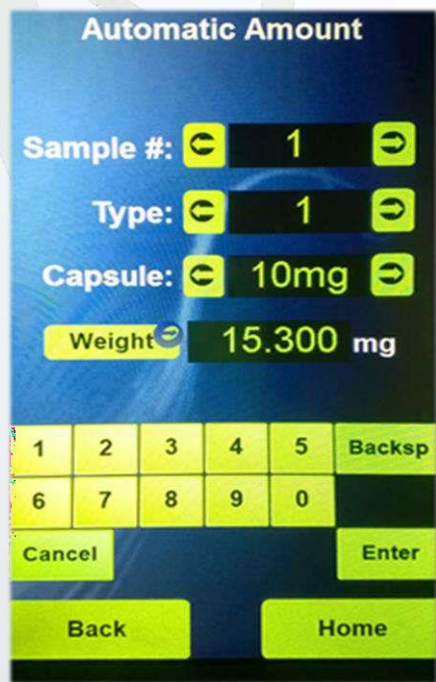 Automatic Amount
Sample #: 1
Type: 1
Capsule: 10mg
Weight 15.300 mg
1 2 3 4 5 Backsp
6 7 8 9 0
Cancel Enter
Back Home